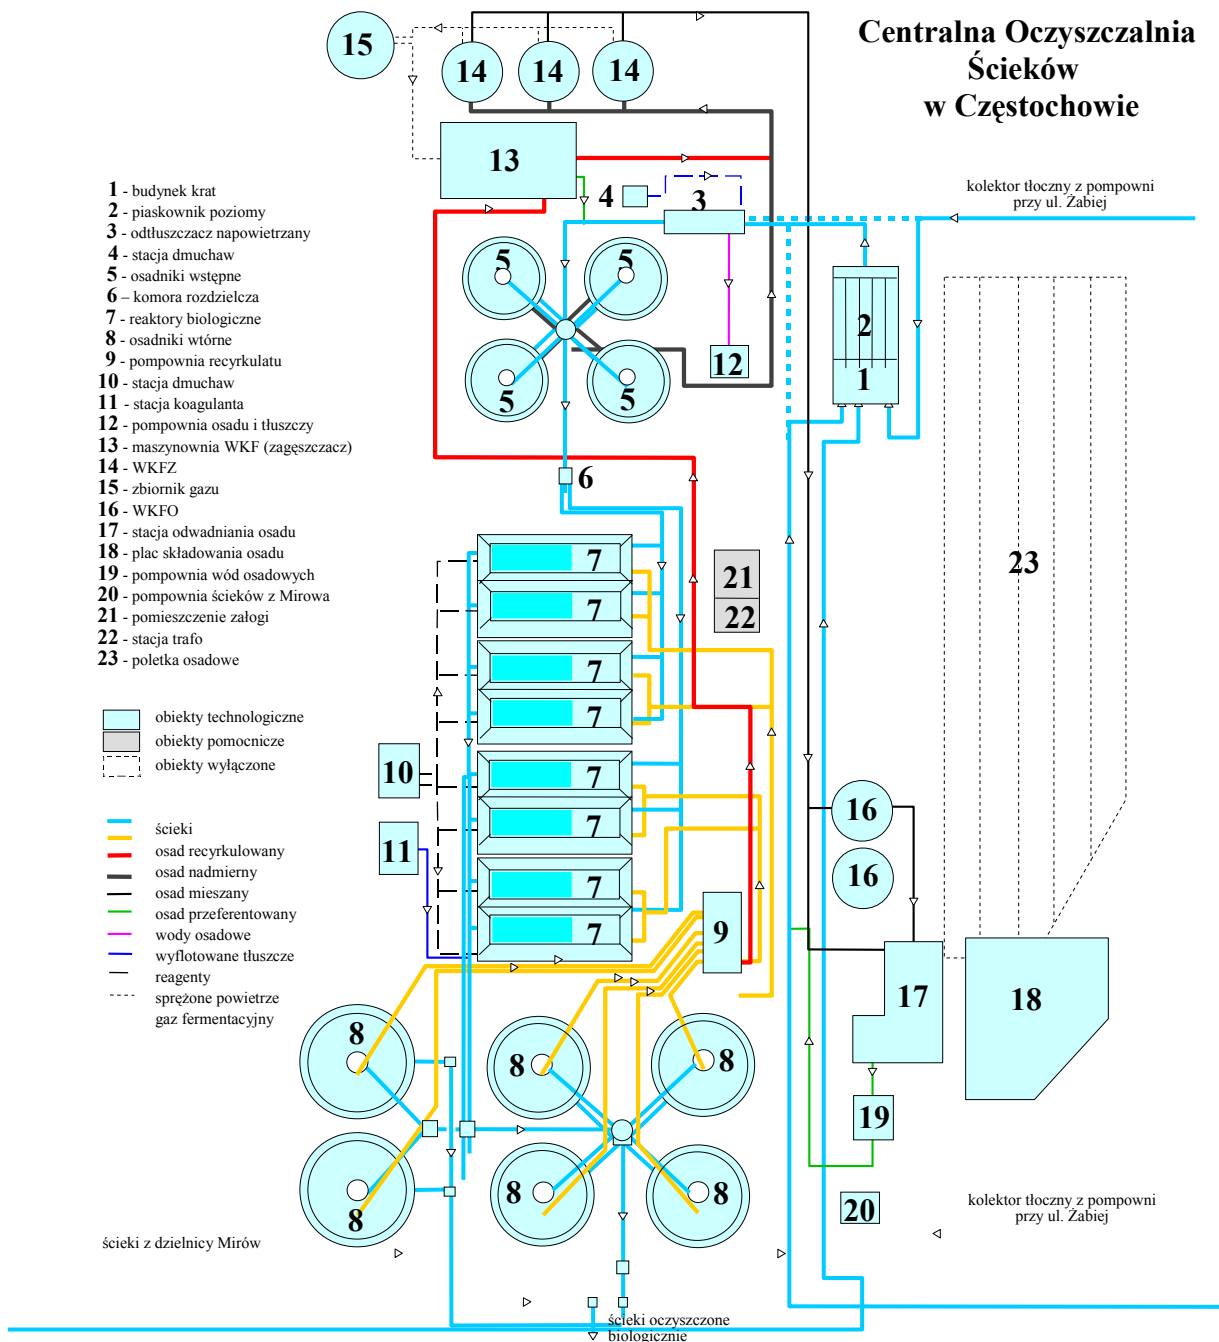 Centralna Oczyszczalnia
Ścieków
w Częstochowie
15
14
14
14
13
4
3
kolektor tłoczny z pompowni
przy ul. Żabiej
1 - budynek krat
2 - piaskownik poziomy
3 - odtłuszczacz napowietrzany
4 - stacja dmuchaw
5 - osadniki wstępne
6 – komora rozdzielcza
7 - reaktory biologiczne
8 - osadniki wtórne
9 - pompownia recyrkulatu
10 - stacja dmuchaw
11 - stacja koagulanta
12 - pompownia osadu i tłuszczy
13 - maszynownia WKF (zagęszczacz)
14 - WKFZ
15 - zbiornik gazu
16 - WKFO
17 - stacja odwadniania osadu
18 - plac składowania osadu
19 - pompownia wód osadowych
20 - pompownia ścieków z Mirowa
21 - pomieszczenie załogi
22 - stacja trafo
23 - poletka osadowe
5
5
5
5
12
2
1
6
7
7
7
7
7
7
7
7
21
22
23
obiekty technologiczne
obiekty pomocnicze
obiekty wyłączone
10
11
16
16
ścieki
osad recyrkulowany
osad nadmierny
osad mieszany
osad przeferentowany
wody osadowe
wyflotowane tłuszcze
reagenty
sprężone powietrze
gaz fermentacyjny
9
17
18
8
8
8
8
8
8
19
20
kolektor tłoczny z pompowni
przy ul. Żabiej
ścieki z dzielnicy Mirów
ścieki oczyszczone
biologicznie